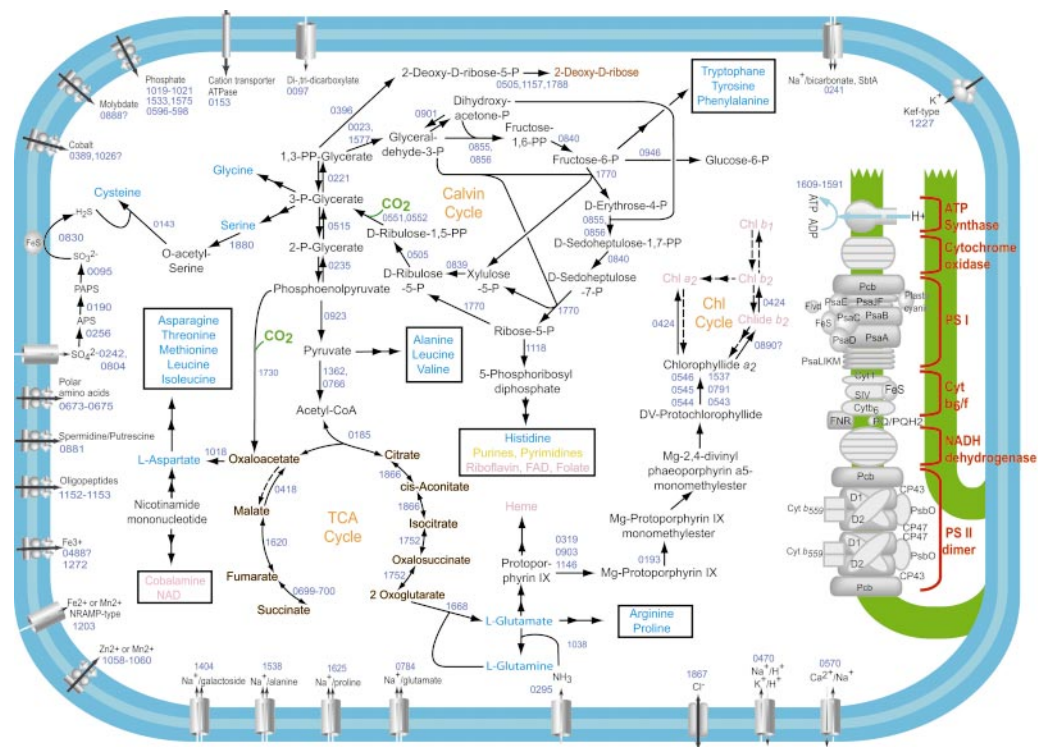 Phosphate
1019-1021
1533,1575
0596-598
Molybdate
0888?
Cation transporter
ATPase
0153
Di-,tri-dicarboxylate
0097
Na+/bicarbonate, SbtA
0241
K+
Kef-type
1227
Cobalt
0389,1026?
2-Deoxy-D-ribose-5-P
0505,1157,1788
2-Deoxy-D-ribose
Tryptophane
Tyrosine
Phenylalanine
0396
0023,
1577
0901
Dihydroxy-
acetone-P
Glyceral-
dehyde-3-P
0855,
0856
Fructose-
1,6-PP
0840
Fructose-6-P
0946
Glucose-6-P
1770
1,3-PP-Glycerate
0221
Glycine
3-P-Glycerate
Serine
1880
0515
CO2
0551,0552
D-Ribulose-1,5-PP
Calvin
Cycle
D-Erythrose-4-P
0855,
0856
D-Sedoheptulose-1,7-PP
0840
D-Sedoheptulose
-7-P
1770
Cysteine
H2S
0143
O-acetyl-
Serine
FeS
0830
SO3 2-
0095
PAPS
0190
APS
0256
SO4 2-
0242,
0804
2-P-Glycerate
0235
Phosphoenolpyruvate
0505
D-Ribulose
-5-P
0839
Xylulose
-5-P
1770
Ribose-5-P
1118
5-Phosphoribosyl
diphosphate
Histidine
Purines, Pyrimidines
Riboflavin, FAD, Folate
0923
Pyruvate
Alanine
Leucine
Valine
1362,
0766
Acetyl-CoA
CO2
1730
Asparagine
Threonine
Methionine
Leucine
Isoleucine
L-Aspartate
1018
Oxaloacetate
0185
Citrate
1866
cis-Aconitate
1866
Isocitrate
1752
Oxalosuccinate
1752
2 Oxoglutarate
0418
Malate
1620
Fumarate
0699-700
Succinate
TCA
Cycle
Nicotinamide
mononucleotide
Cobalamine
NAD
Polar
amino acids
0673-0675
Spermidine/Putrescine
0881
Oligopeptides
1152-1153
Fe3+
0488?
1272
Fe2+ or Mn2+
NRAMP-type
1203
Zn2+ or Mn2+
1058-1060
1668
L-Glutamate
1038
L-Glutamine
NH3
0295
Arginine
Proline
Heme
Protopor-
phyrin IX
0319
0903
1146
Mg-Protoporphyrin IX
0193
Mg-Protoporphyrin IX
monomethylester
Mg-2,4-divinyl
phaeoporphyrin a5-
monomethylester
DV-Protochlorophyllide
0546
0545
0544
1537
0791
0543
Chlorophyllide a2
0890?
Chl b1
Chl b2
Chl a2
0424
0424
Chlide b2
Chl
Cycle
1609-1591
ATP
ADP
H+
ATP
Synthase
Cytochrome
oxidase
Pcb
PsaE
PsaJF
Plasto
cyanin
Flvd
PsaC
PsaB
FeS
PsaD
PsaA
PsaLIKM
PS I
Cyt f
SIV
FeS
Cytb6
FNR
PQ/PQH2
Cyt
b6/f
NADH
dehydrogenase
Pcb
CP43
D1
PsbO
Cyt b559
D2
CP47
CP47
D1
PsbO
Cyt b559
D2
CP43
Pcb
PS II
dimer
1404
Na+/galactoside
1538
Na+/alanine
1625
Na+/proline
0784
Na+/glutamate
1867
Cl-
0470
Na+/H+
K+/H+
0570
Ca2+/Na+